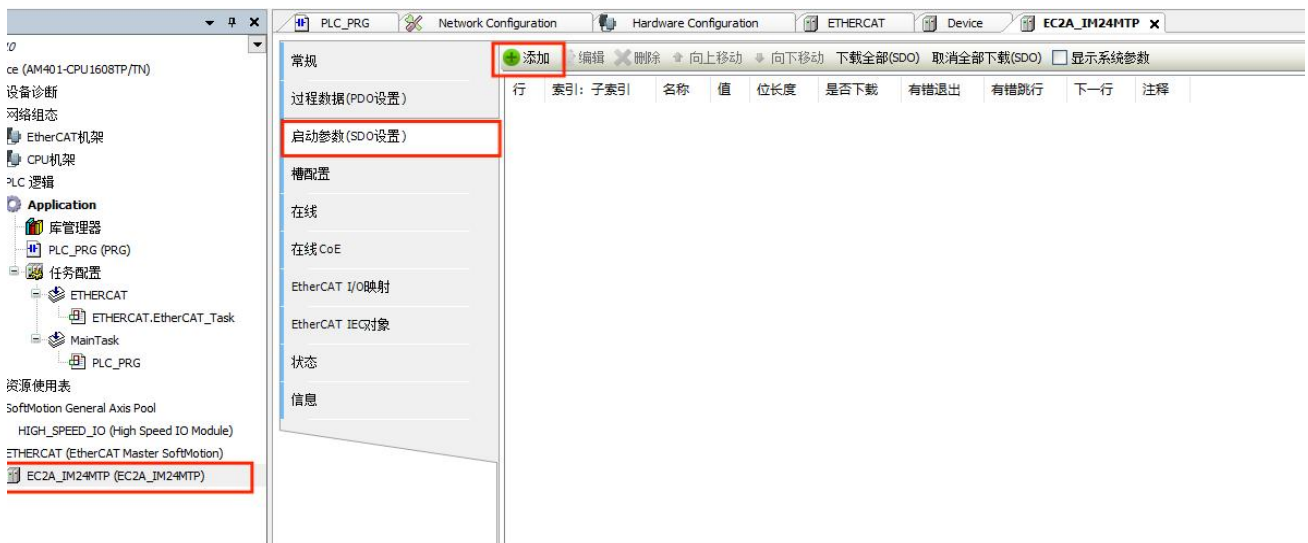 PLC_PRG Network Configuration Hardware Configuration ETHERCAT Device EC2A_IM24MTP
ce (AM401-CPU1608TP/TN)
设备诊断
网络组态
EtherCAT机架
CPU机架
PLC 逻辑
Application
库管理器
PLC_PRG (PRG)
任务配置
ETHERCAT
ETHERCAT.EtherCAT_Task
MainTask
PLC_PRG
资源使用表
SoftMotion General Axis Pool
HIGH_SPEED_IO (High Speed IO Module)
ETHERCAT (EtherCAT Master SoftMotion)
EC2A_IM24MTP (EC2A_IM24MTP)
常规
过程数据(PDO设置)
启动参数(SDO设置)
槽配置
在线
在线CoE
EtherCAT I/O映射
EtherCAT IEC对象
状态
信息
添加 编辑 删除 向上移动 向下移动 下载全部(SDO) 取消全部下载(SDO) 显示系统参数
行 索引: 子索引 名称 值 位长度 是否下载 有错退出 有错跳行 下一行 注释